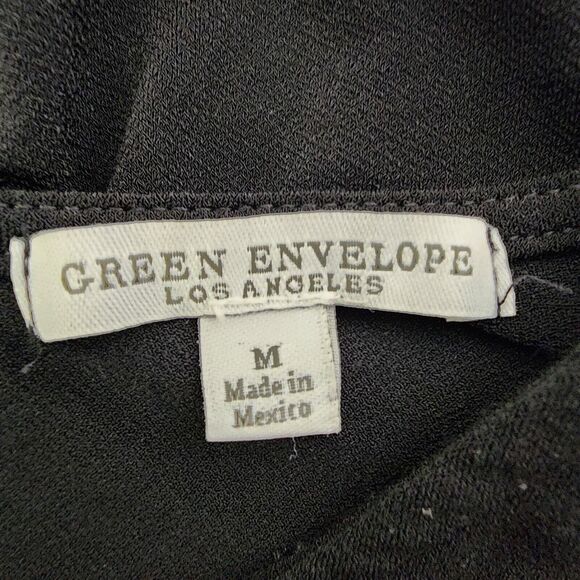 GREEN ENVELOPE
LOS ANGELES
M
Made in
Mexico